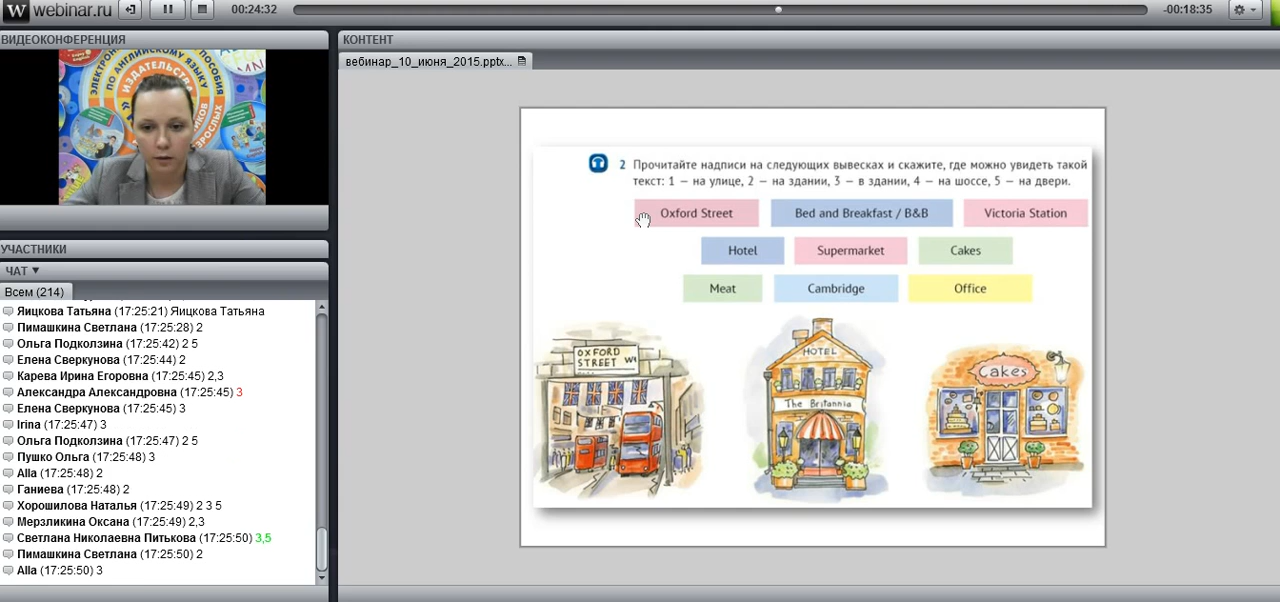 webinar.ru
00:24:32
-00:18:35
ВИДЕОКОНФЕРЕНЦИЯ
ЭЛЕКТРОННЫЕ ПОСОБИЯ
ПО АНГЛИЙСКОМУ ЯЗЫКУ
ИЗДАТЕЛЬСТВА
УЧАСТНИКИ
ЧАТ
Всем (214)
Яицкова Татьяна (17:25:21) Яицкова Татьяна
Пимашкина Светлана (17:25:28) 2
Ольга Подколзина (17:25:42) 2 5
Елена Сверкунова (17:25:44) 2
Карева Ирина Егоровна (17:25:45) 2,3
Александра Александровна (17:25:45) 3
Елена Сверкунова (17:25:45) 3
Irina (17:25:47) 3
Ольга Подколзина (17:25:47) 2 5
Пушко Ольга (17:25:48) 3
Alla (17:25:48) 2
Ганиева (17:25:48) 2
Хорошилова Наталья (17:25:49) 2 3 5
Мерзликина Оксана (17:25:49) 2,3
Светлана Николаевна Питькова (17:25:50) 3,5
Пимашкина Светлана (17:25:50) 2
Alla (17:25:50) 3
КОНТЕНТ
вебинар_10_июня_2015.pptx...
2 Прочитайте надписи на следующих вывесках и скажите, где можно увидеть такой
текст: 1 — на улице, 2 — на здании, 3 — в здании, 4 — на шоссе, 5 — на двери.
Oxford Street
Bed and Breakfast / B&B
Victoria Station
Hotel
Supermarket
Cakes
Meat
Cambridge
Office
OXFORD
STREET W1
HOTEL
The Britannia
Cakes